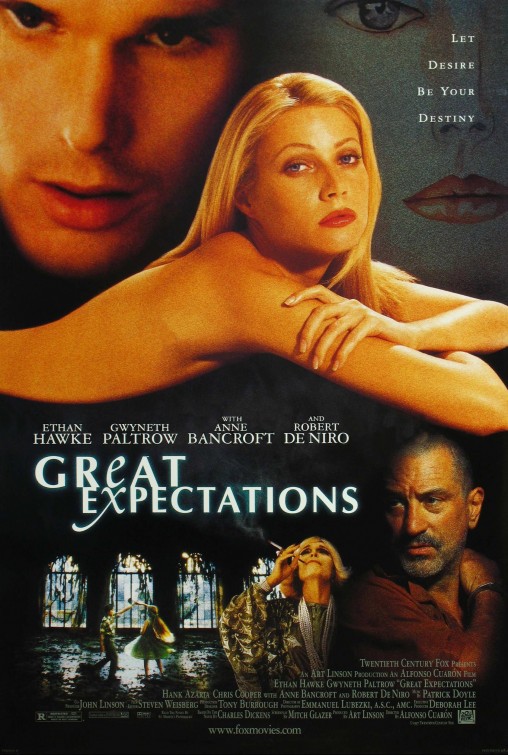 LET
DESIRE
BE YOUR
DESTINY
ETHAN HAWKE
GWYNETH PALTROW
WITH ANNE BANCROFT
AND ROBERT DE NIRO
GREAT
EXPECTATIONS
TWENTIETH CENTURY FOX PRESENTS
AN ART LINSON PRODUCTION AN ALFONSO CUARÓN FILM
ETHAN HAWKE GWYNETH PALTROW "GREAT EXPECTATIONS"
HANK AZARIA CHRIS COOPER WITH ANNE BANCROFT AND ROBERT DE NIRO PATRICK DOYLE
JOHN LINSON STEVEN WEISBERG TONY BURROUGH EMMANUEL LUBEZKI, A.S.C., AMC. DEBORAH LEE
R CHARLES DICKENS MITCH GLAZER ART LINSON ALFONSO CUARÓN
www.foxmovies.com